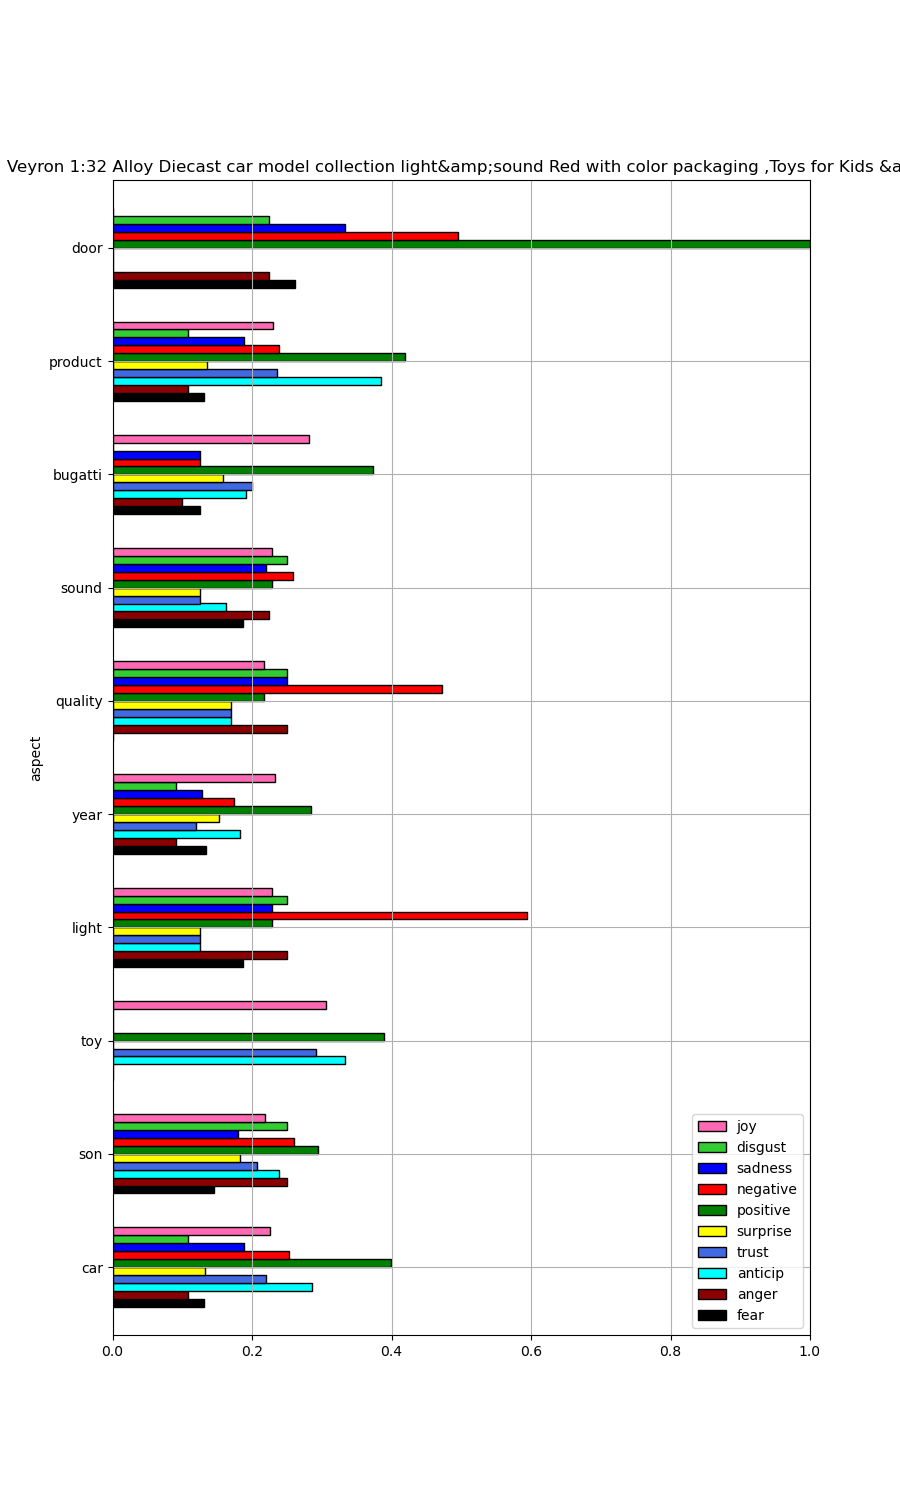 Veyron 1:32 Alloy Diecast car model collection light&amp;sound Red with color packaging ,Toys for Kids &a
door
product
bugatti
sound
quality
year
light
toy
son
car
aspect
joy
disgust
sadness
negative
positive
surprise
trust
anticip
anger
fear
0.0 0.2 0.4 0.6 0.8 1.0